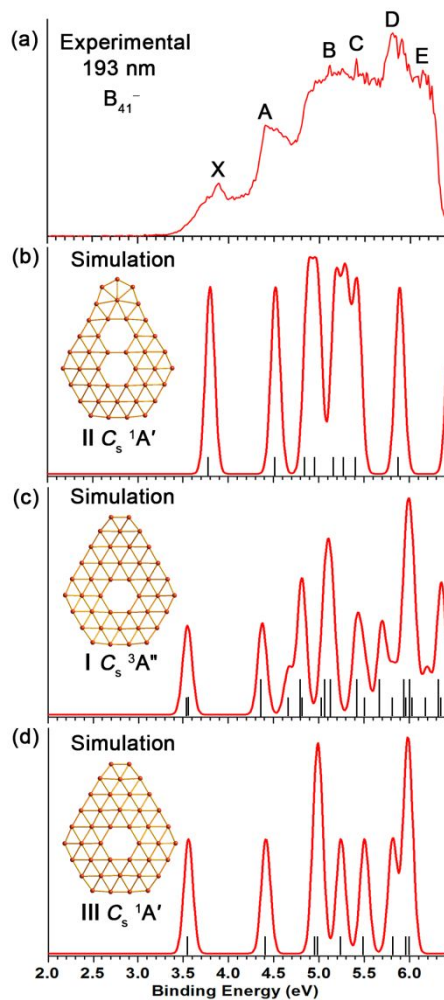 (a)
Experimental
193 nm
B₄₁⁻
X
A
B
C
D
E
(b)
Simulation
II Cₛ ¹A′
(c)
Simulation
I Cₛ ³A″
(d)
Simulation
III Cₛ ¹A′
2.0 2.5 3.0 3.5 4.0 4.5 5.0 5.5 6.0
Binding Energy (eV)